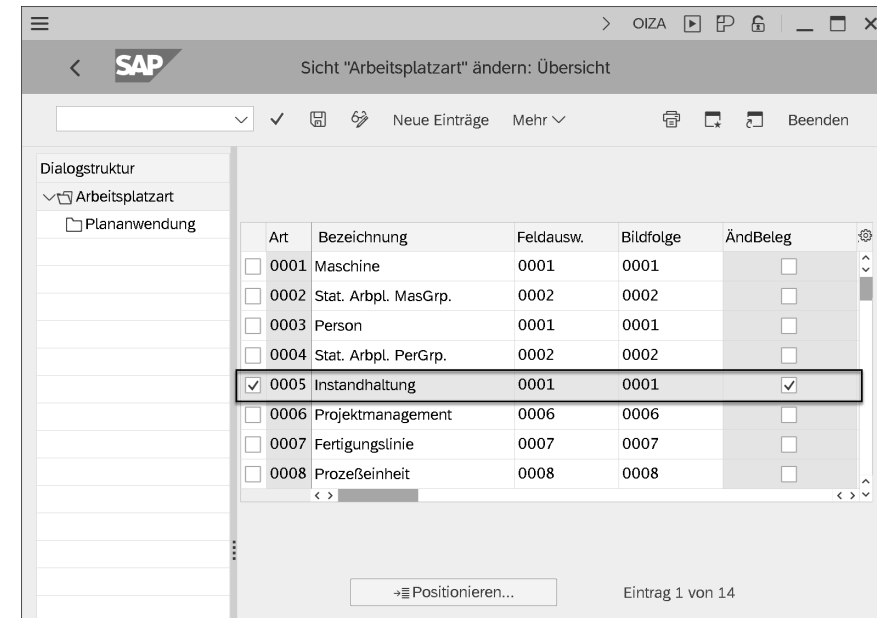 OIZA
SAP
Sicht "Arbeitsplatzart" ändern: Übersicht
Neue Einträge Mehr Beenden
Dialogstruktur
Arbeitsplatzart
Plananwendung
Art Bezeichnung Feldausw. Bildfolge ÄndBeleg
0001 Maschine 0001 0001
0002 Stat. Arbpl. MasGrp. 0002 0002
0003 Person 0001 0001
0004 Stat. Arbpl. PerGrp. 0002 0002
0005 Instandhaltung 0001 0001
0006 Projektmanagement 0006 0006
0007 Fertigungslinie 0007 0007
0008 Prozeßeinheit 0008 0008
Positionieren... Eintrag 1 von 14